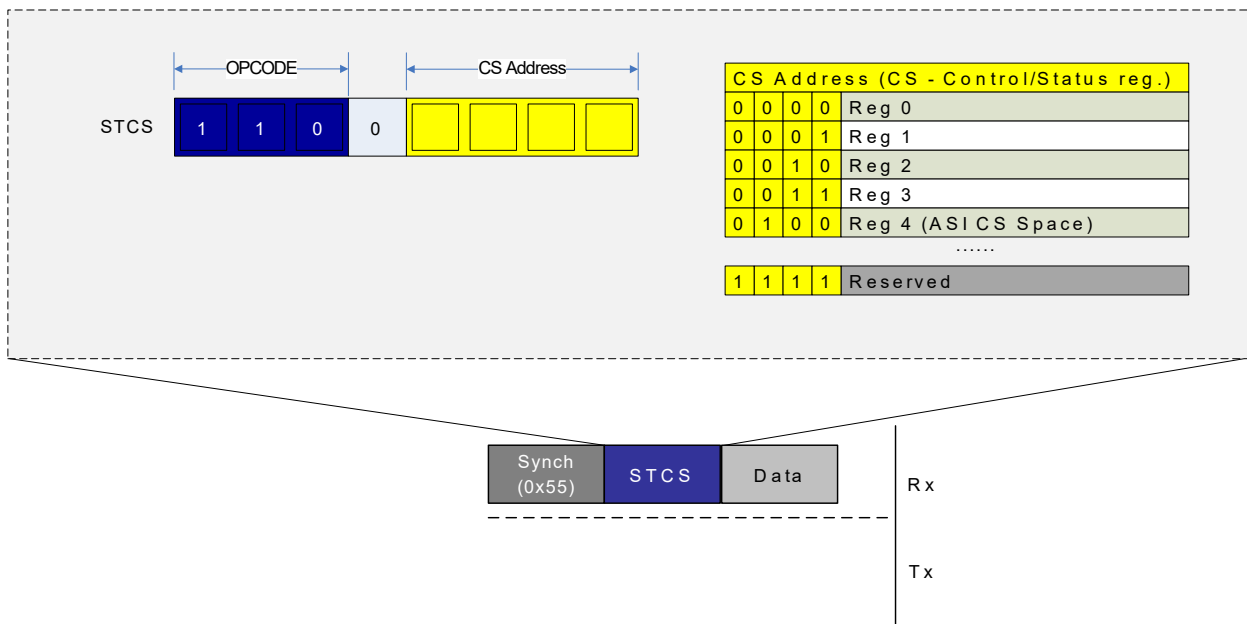 OPCODE
CS Address
STCS
1 1 0 0
CS Address (CS - Control/Status reg.)
0 0 0 0 Reg 0
0 0 0 1 Reg 1
0 0 1 0 Reg 2
0 0 1 1 Reg 3
0 1 0 0 Reg 4 (ASI CS Space)
......
1 1 1 1 Reserved
Synch
(0x55)
STCS
Data
Rx
Tx